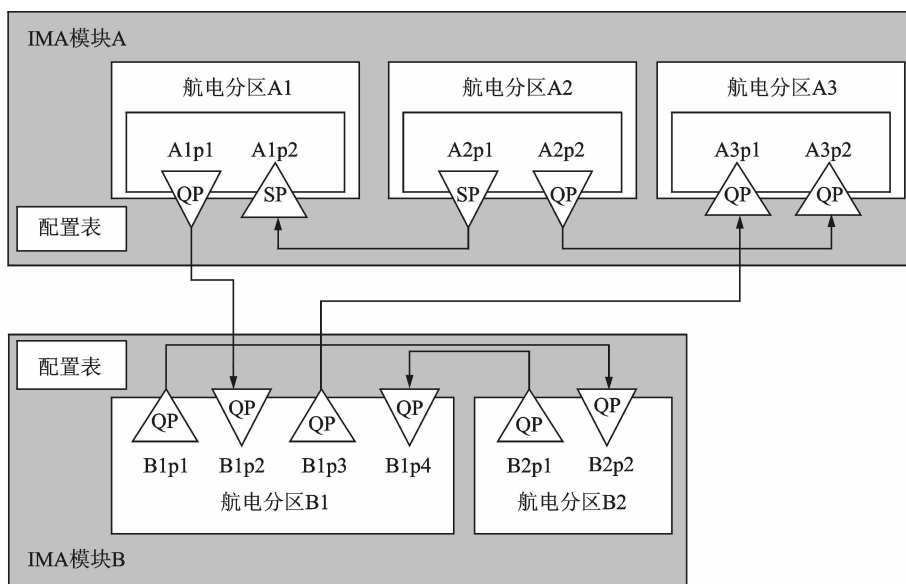 IMA模块A
航电分区A1 航电分区A2 航电分区A3
A1p1 A1p2 A2p1 A2p2 A3p1 A3p2
QP SP SP QP QP QP
配置表
配置表
QP QP QP QP QP QP
B1p1 B1p2 B1p3 B1p4 B2p1 B2p2
航电分区B1 航电分区B2
IMA模块B